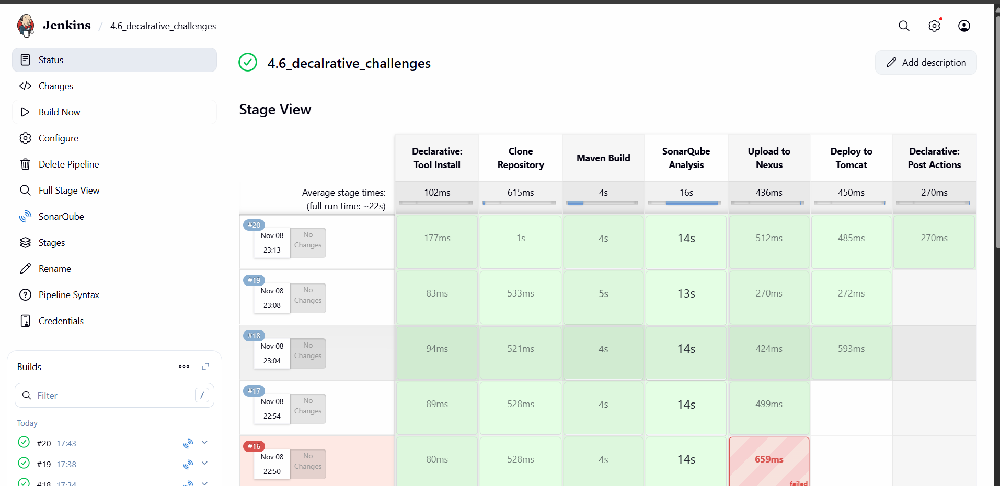 Jenkins / 4.6_decalrative_challenges
Status
Changes
Build Now
Configure
Delete Pipeline
Full Stage View
SonarQube
Stages
Rename
Pipeline Syntax
Credentials
Builds
Filter /
Today
#20 17:43
#19 17:38
#18 17:34
4.6_decalrative_challenges
Add description
Stage View
Declarative: Tool Install
Clone Repository
Maven Build
SonarQube Analysis
Upload to Nexus
Deploy to Tomcat
Declarative: Post Actions
Average stage times:
(full run time: ~22s)
102ms 615ms 4s 16s 436ms 450ms 270ms
#20
Nov 08
23:13
No
Changes
177ms 1s 4s 14s 512ms 485ms 270ms
#19
Nov 08
23:08
No
Changes
83ms 533ms 5s 13s 270ms 272ms
#18
Nov 08
23:04
No
Changes
94ms 521ms 4s 14s 424ms 593ms
#17
Nov 08
22:54
No
Changes
89ms 528ms 4s 14s 499ms
#16
Nov 08
22:50
No
Changes
80ms 528ms 4s 14s 659ms
failed